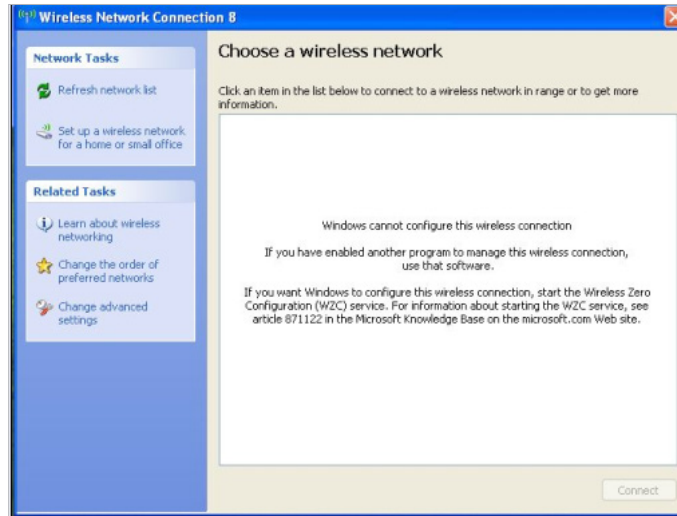 Wireless Network Connection 8
Network Tasks
Refresh network list
Set up a wireless network
for a home or small office
Related Tasks
Learn about wireless
networking
Change the order of
preferred networks
Change advanced
settings
Choose a wireless network
Click an item in the list below to connect to a wireless network in range or to get more
information.
Windows cannot configure this wireless connection
If you have enabled another program to manage this wireless connection,
use that software.
If you want Windows to configure this wireless connection, start the Wireless Zero
Configuration (WZC) service. For information about starting the WZC service, see
article 871122 in the Microsoft Knowledge Base on the microsoft.com Web site.
Connect